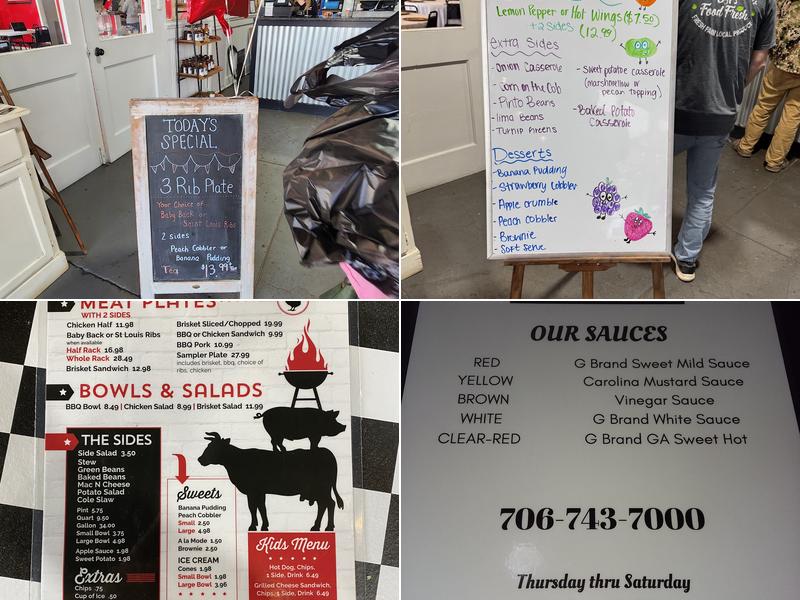 TODAY'S
SPECIAL
3 Rib Plate
Your Choice of
Baby Back or
Saint Louis Ribs
2 sides
Peach Cobbler or
Banana Pudding
Tea $13.99
Lemon Pepper or Hot Wings ($7.50)
+2 sides (12.99)
Extra Sides
- Onion Casserole
- Corn on the Cob
- Pinto Beans
- lima Beans
- Turnip Greens
- Sweet potatoe casserole
(marshmellow or
pecan topping)
- Baked Potato
Casserole
Desserts
- Banana Pudding
- Strawberry Cobbler
- Apple crumble
- Peach cobbler
- Brownie
- Soft Serve
Food Fresh
MEAT PLATES
WITH 2 SIDES
Chicken Half 11.98
Baby Back or St Louis Ribs
when available
Half Rack 16.98
Whole Rack 28.49
Brisket Sandwich 12.98
Brisket Sliced/Chopped 19.99
BBQ or Chicken Sandwich 9.99
BBQ Pork 10.99
Sampler Plate 27.99
includes brisket, bbq, choice of
ribs, chicken
BOWLS & SALADS
BBQ Bowl 8.49 | Chicken Salad 8.99 | Brisket Salad 11.99
THE SIDES
Side Salad 3.50
Stew
Green Beans
Baked Beans
Mac N Cheese
Potato Salad
Cole Slaw
Pint 5.75
Quart 9.50
Gallon 34.00
Small Bowl 3.75
Large Bowl 4.98
Apple Sauce 1.98
Sweet Potato 1.98
Extras
Chips .75
Cup of Ice .50
Sweets
Banana Pudding
Peach Cobbler
Small 2.50
Large 4.98
A la Mode 1.50
Brownie 2.50
ICE CREAM
Cones 1.98
Small Bowl 1.98
Large Bowl 3.96
Kids Menu
Hot Dog, Chips,
1 Side, Drink 6.49
Grilled Cheese Sandwich,
Chips, 1 Side, Drink 6.49
OUR SAUCES
RED G Brand Sweet Mild Sauce
YELLOW Carolina Mustard Sauce
BROWN Vinegar Sauce
WHITE G Brand White Sauce
CLEAR-RED G Brand GA Sweet Hot
706-743-7000
Thursday thru Saturday